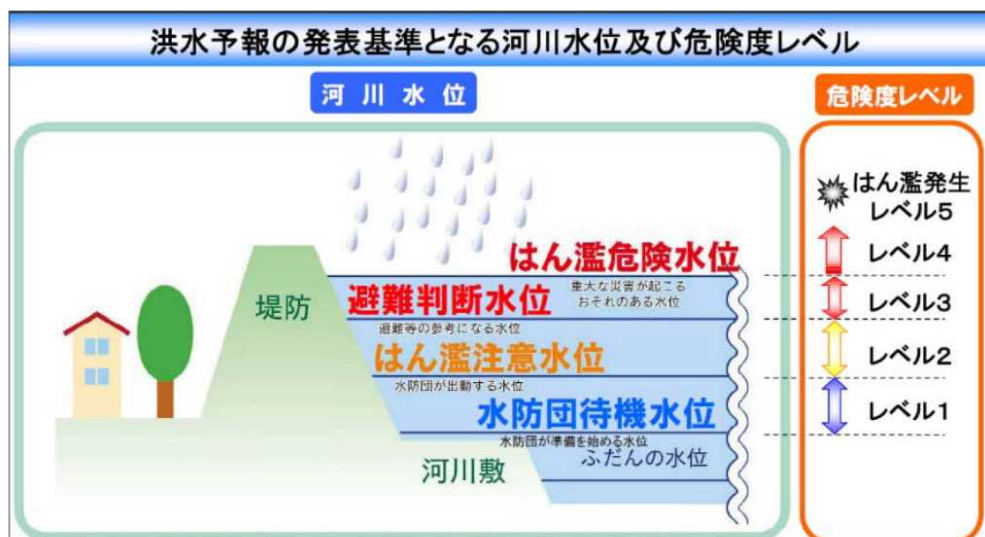 洪水予報の発表基準となる河川水位及び危険度レベル
河川水位
危険度レベル
はん濫発生
レベル5
はん濫危険水位
レベル4
重大な災害が起こる
おそれのある水位
避難判断水位
レベル3
堤防
避難等の参考になる水位
はん濫注意水位
レベル2
水防団が出動する水位
水防団待機水位
レベル1
水防団が準備を始める水位
ふだんの水位
河川敷